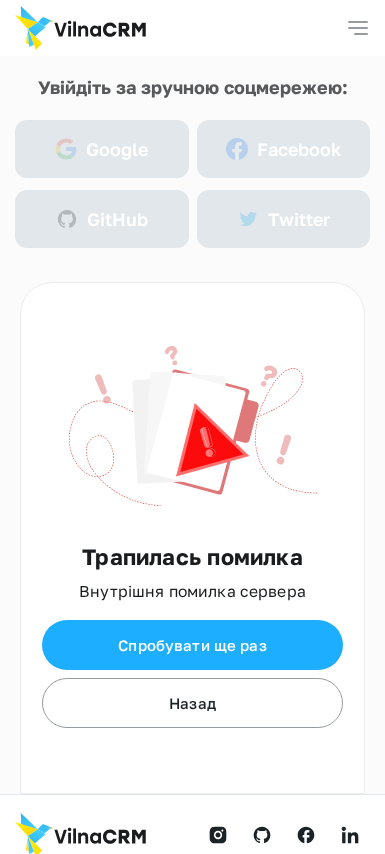 VilnaCRM
Увійдіть за зручною соцмережею:
Google
Facebook
GitHub
Twitter
Трапилась помилка
Внутрішня помилка сервера
Спробувати ще раз
Назад
VilnaCRM